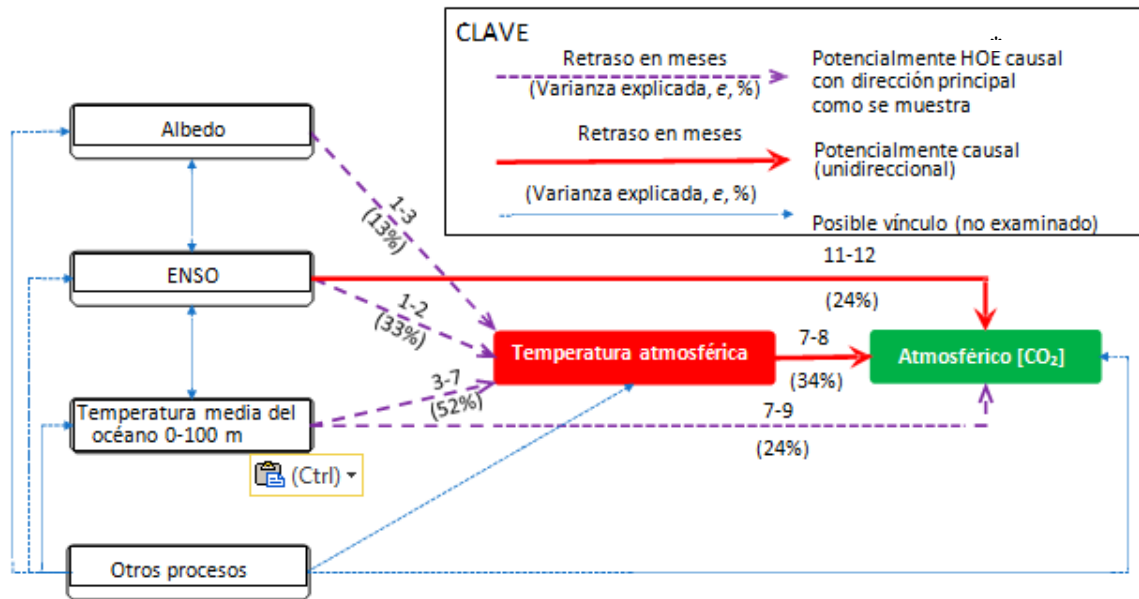 CLAVE
Retraso en meses
(Varianza explicada, e, %)
Potencialmente HOE causal
con dirección principal
como se muestra
Retraso en meses
Potencialmente causal
(unidireccional)
(Varianza explicada, e, %)
Posible vínculo (no examinado)
Albedo
1-3
(13%)
ENSO
11-12
(24%)
1-2
(33%)
Temperatura atmosférica
7-8
(34%)
Atmosférico [CO₂]
3-7
(52%)
Temperatura media del
océano 0-100 m
7-9
(24%)
(Ctrl)
Otros procesos